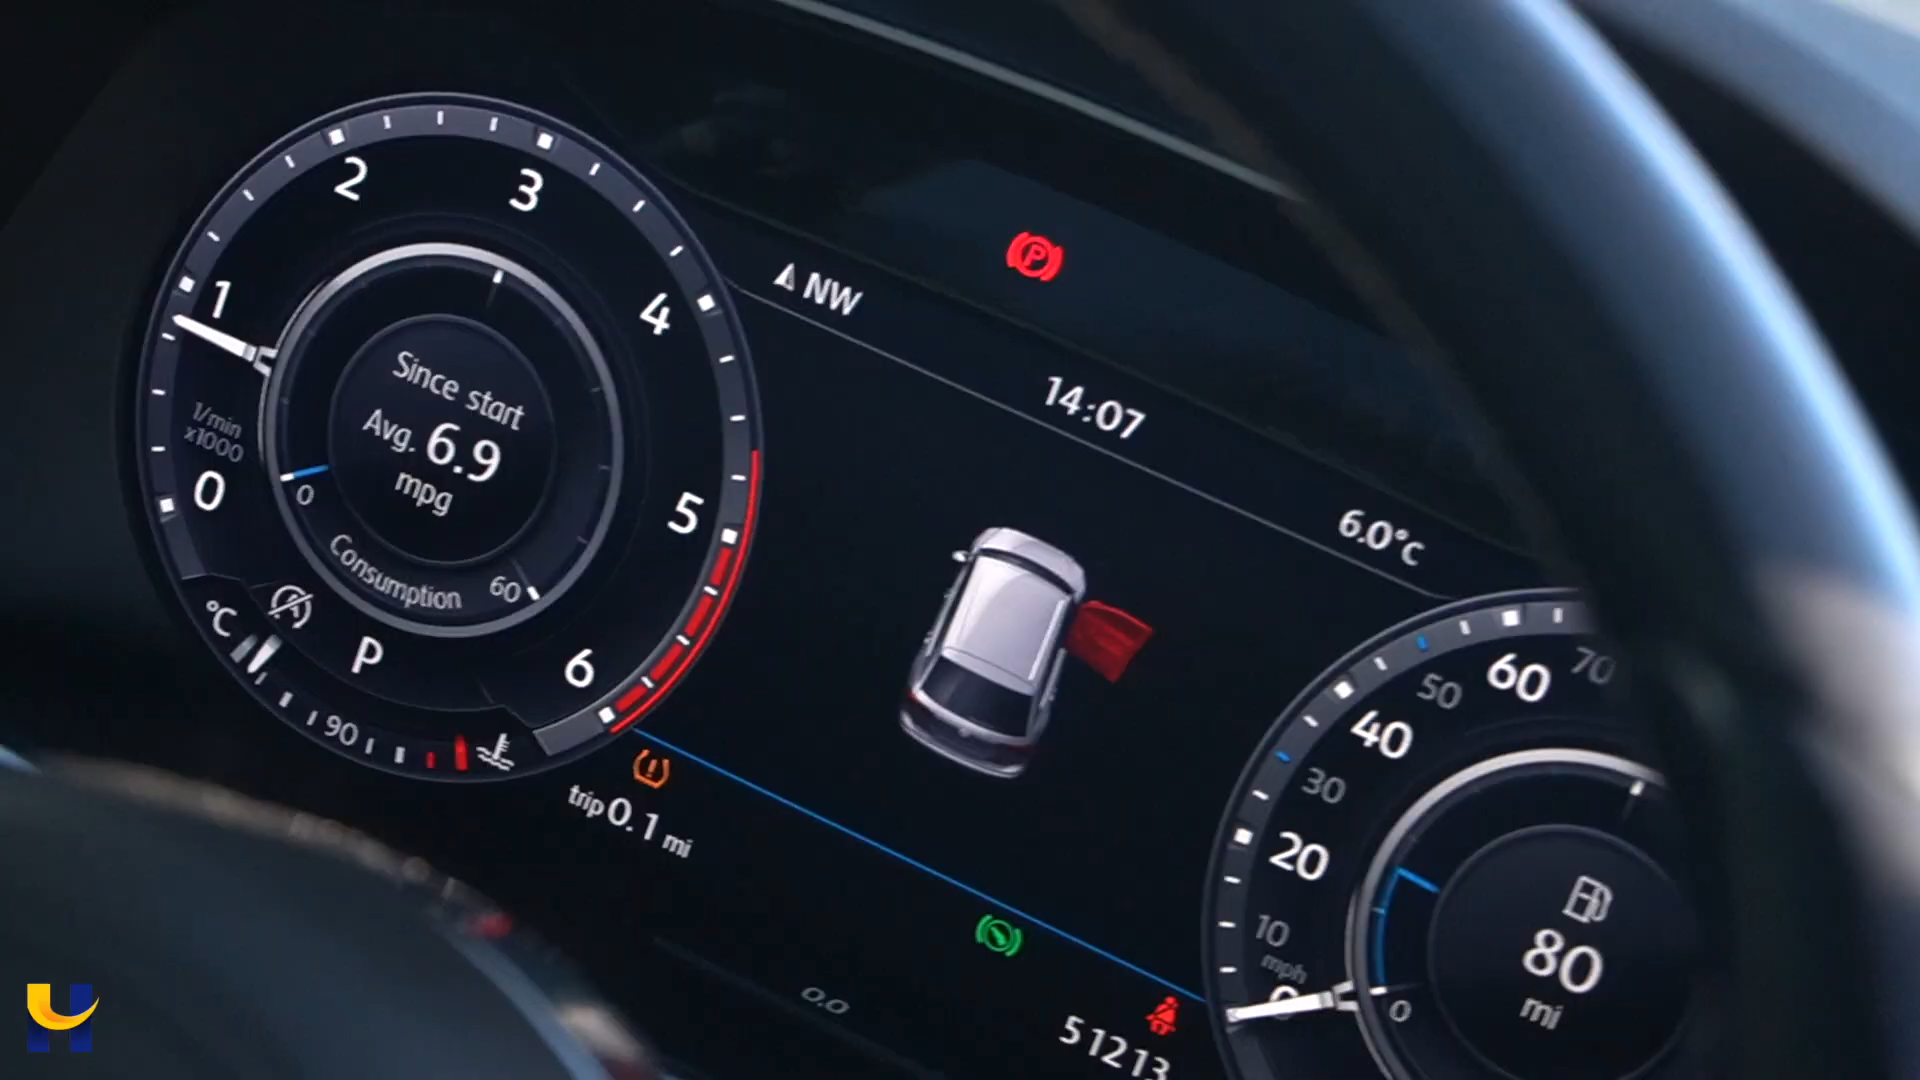 2
3
1
4
NW
P
14:07
6.0°C
Since start
Avg. 6.9
mpg
1/min
x1000
0
5
0
Consumption
60
6
°C
A
P
90
trip 0.1 mi
0.0
51213
70
60
50
40
30
20
10
mph
0
0
80
mi